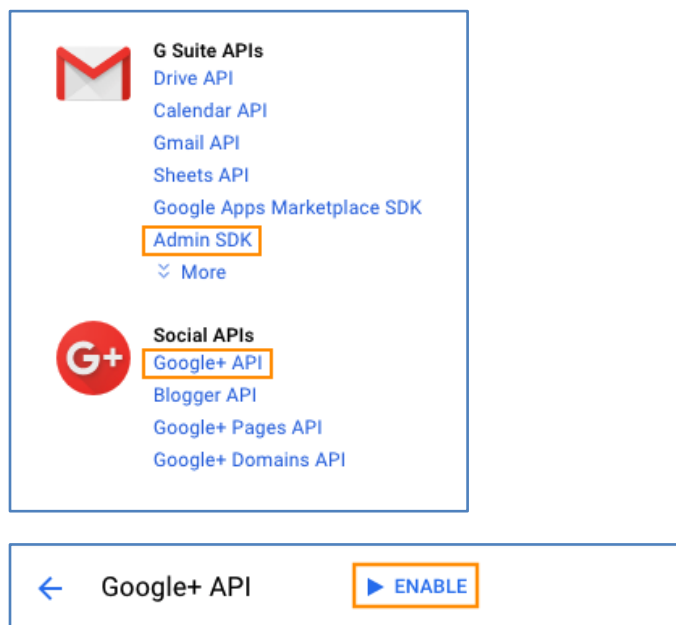 G Suite APIs
Drive API
Calendar API
Gmail API
Sheets API
Google Apps Marketplace SDK
Admin SDK
More
G+
Social APIs
Google+ API
Blogger API
Google+ Pages API
Google+ Domains API
Google+ API
ENABLE